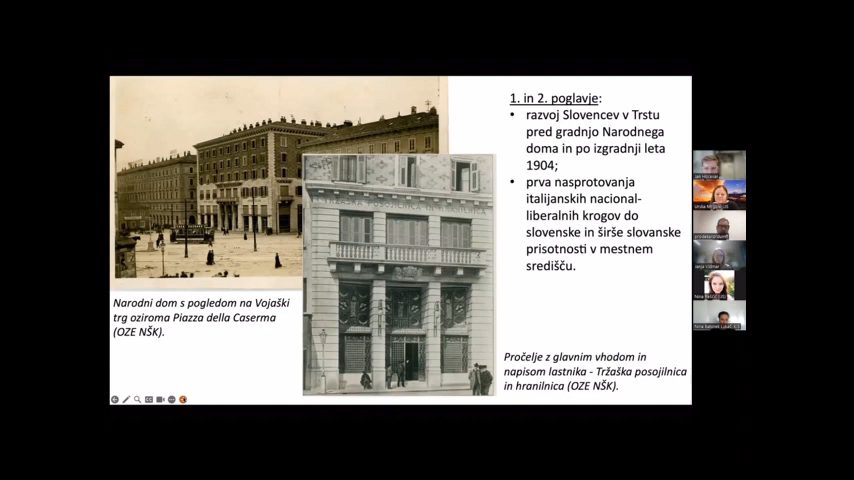 1. in 2. poglavje:
• razvoj Slovencev v Trstu
pred gradnjo Narodnega
doma in po izgradnji leta
1904;
• prva nasprotovanja
italijanskih nacional-
liberalnih krogov do
slovenske in širše slovanske
prisotnosti v mestnem
središču.
Narodni dom s pogledom na Vojaški
trg oziroma Piazza della Caserma
(OZE NŠK).
Pročelje z glavnim vhodom in
napisom lastnika - Tržaška posojilnica
in hranilnica (OZE NŠK).